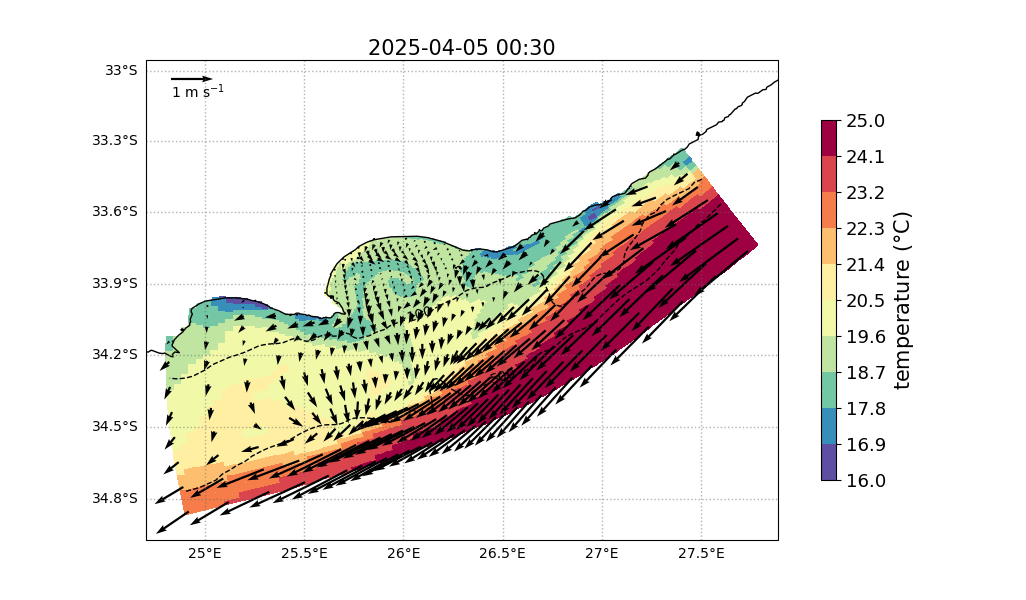 2025-04-05 00:30
1 m s⁻¹
33°S
33.3°S
33.6°S
33.9°S
34.2°S
34.5°S
34.8°S
25°E
25.5°E
26°E
26.5°E
27°E
27.5°E
25.0
24.1
23.2
22.3
21.4
20.5
19.6
18.7
17.8
16.9
16.0
temperature (°C)